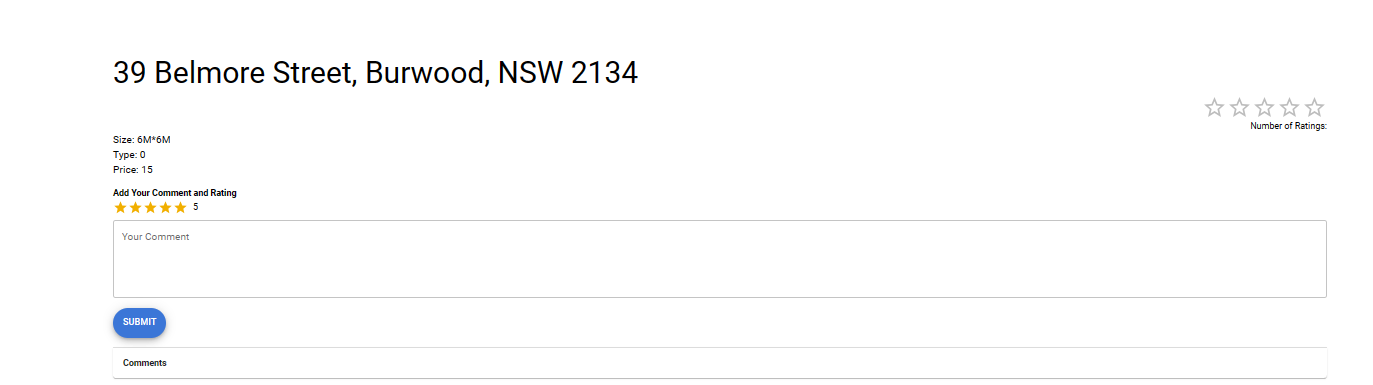 39 Belmore Street, Burwood, NSW 2134
Number of Ratings:
Size: 6M*6M
Type: 0
Price: 15
Add Your Comment and Rating
5
Your Comment
SUBMIT
Comments